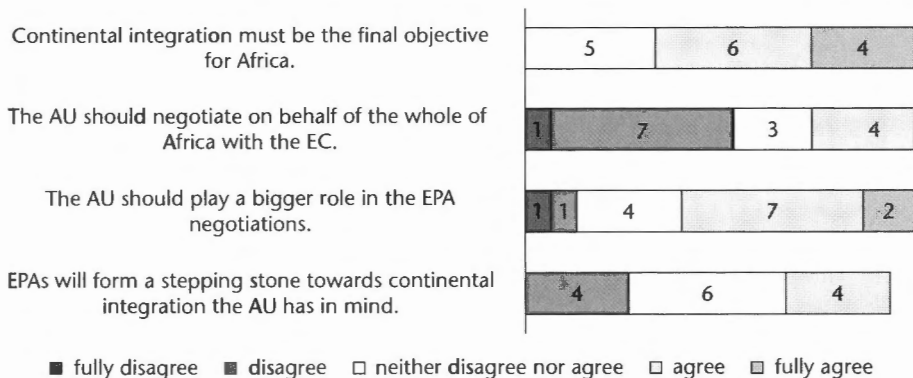 Continental integration must be the final objective
for Africa.
5 6 4
The AU should negotiate on behalf of the whole of
Africa with the EC.
1 7 3 4
The AU should play a bigger role in the EPA
negotiations.
1 1 4 7 2
EPAs will form a stepping stone towards continental
integration the AU has in mind.
4 6 4
fully disagree disagree neither disagree nor agree agree fully agree